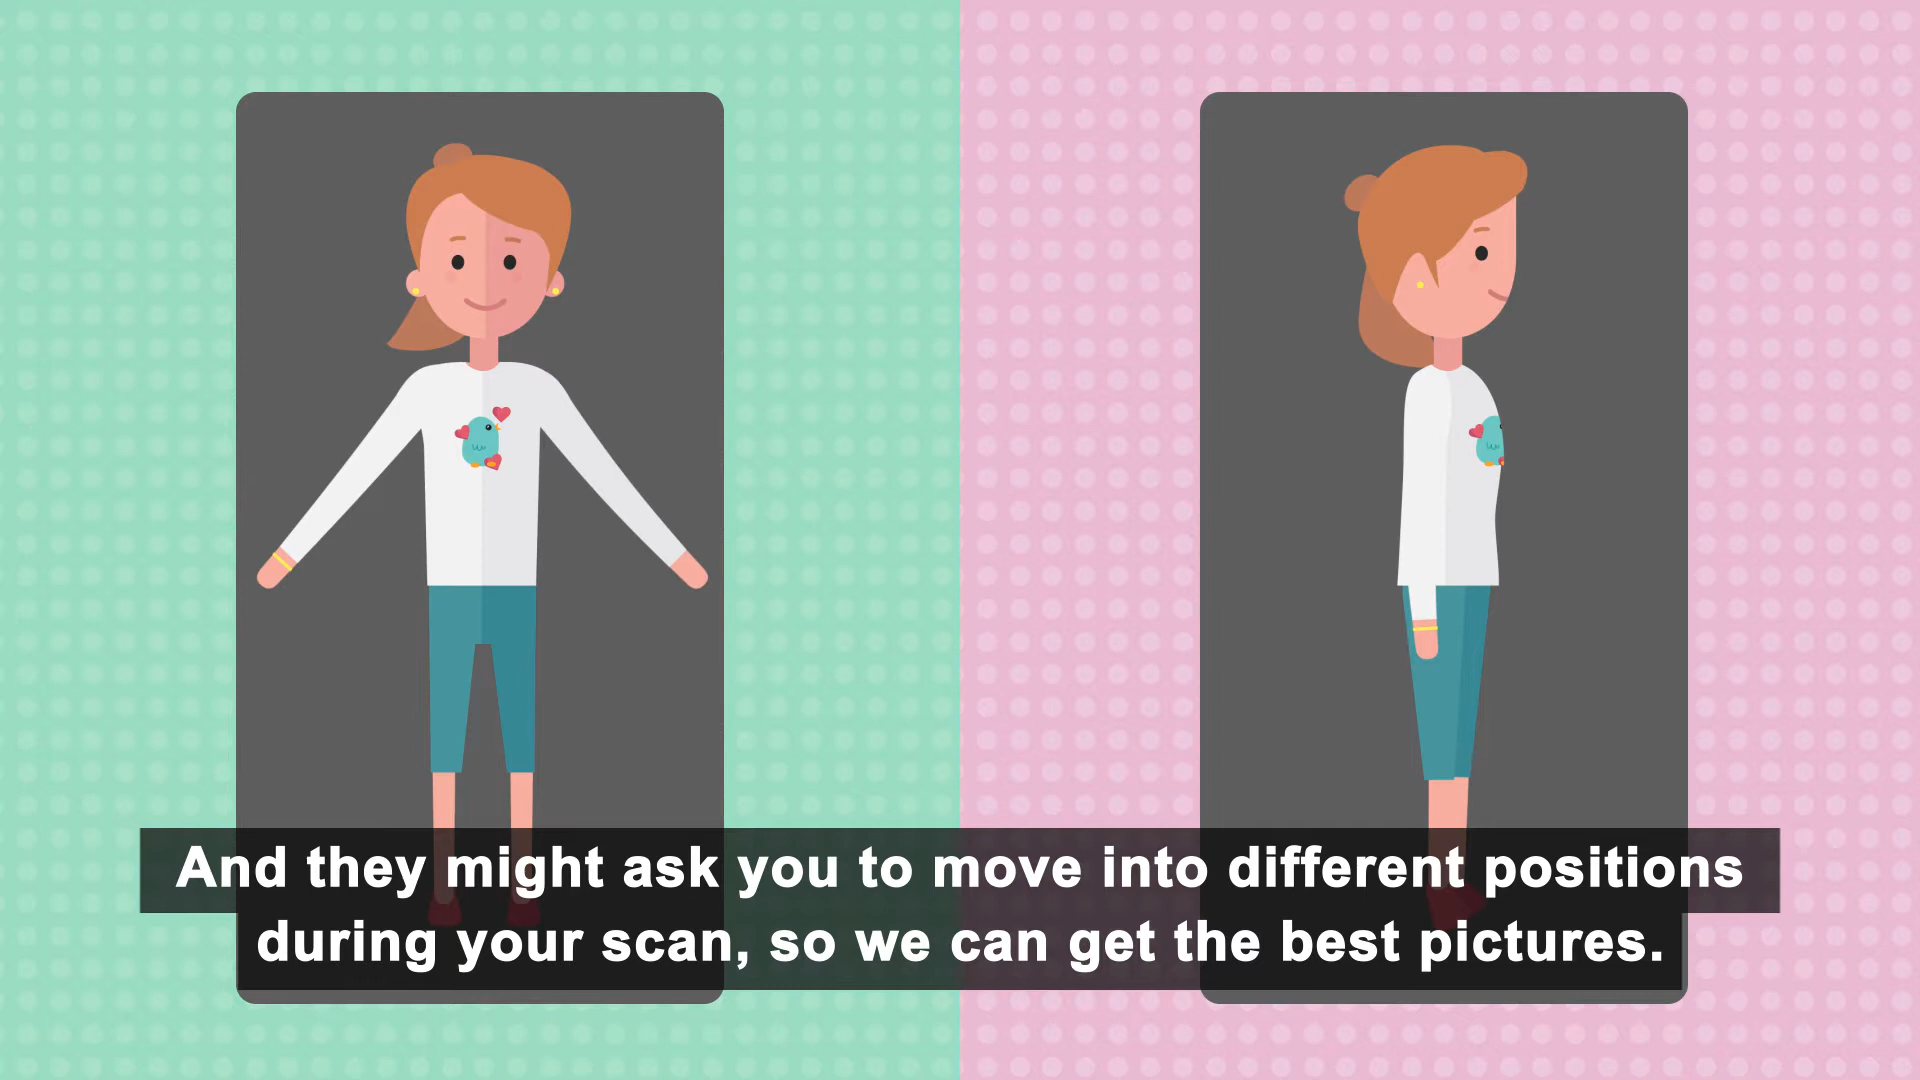 And they might ask you to move into different positions
during your scan, so we can get the best pictures.